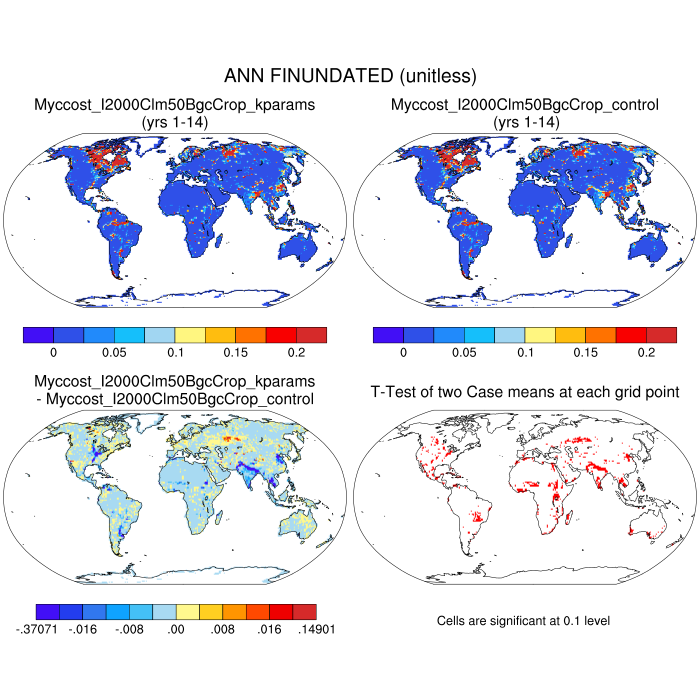 ANN FINUNDATED (unitless)
Myccost_I2000Clm50BgcCrop_kparams
(yrs 1-14)
Myccost_I2000Clm50BgcCrop_control
(yrs 1-14)
0 0.05 0.1 0.15 0.2
0 0.05 0.1 0.15 0.2
Myccost_I2000Clm50BgcCrop_kparams
- Myccost_I2000Clm50BgcCrop_control
T-Test of two Case means at each grid point
-.37071 -.016 -.008 .00 .008 .016 .14901
Cells are significant at 0.1 level